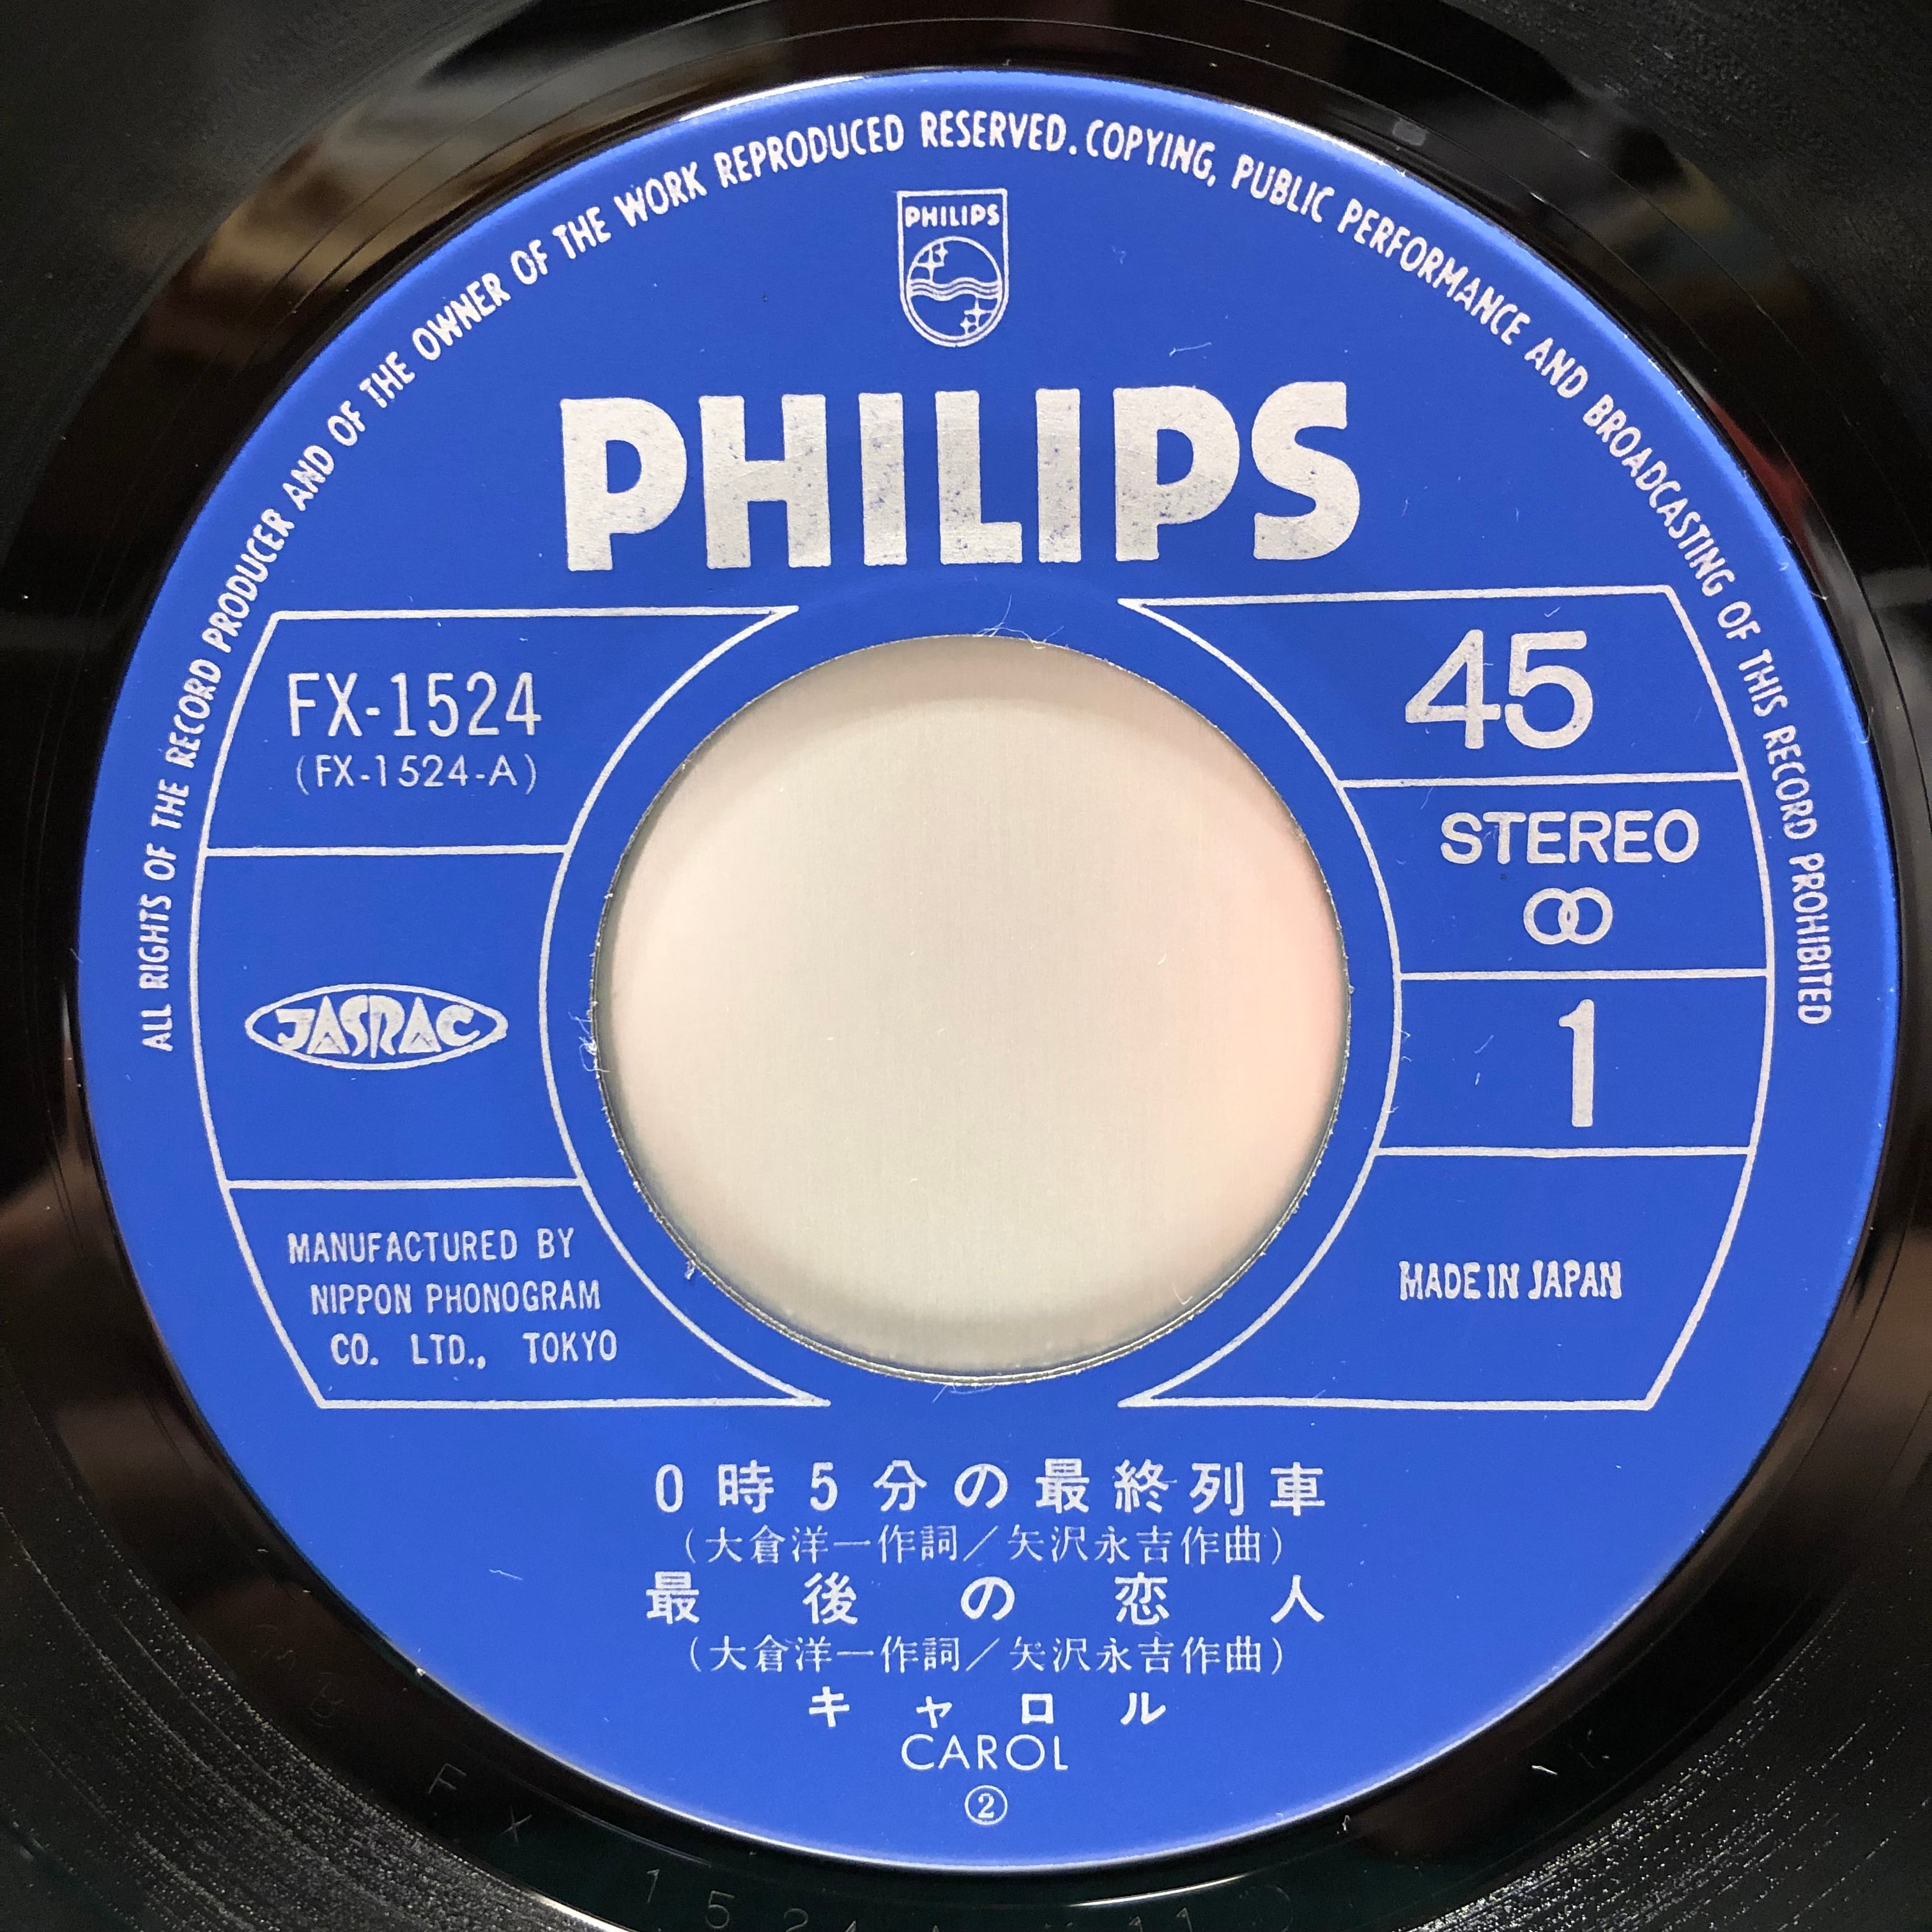 ALL RIGHTS OF THE RECORD PRODUCER AND OF THE OWNER OF THE WORK REPRODUCED RESERVED. COPYING, PUBLIC PERFORMANCE AND BROADCASTING OF THIS RECORD PROHIBITED
PHILIPS
PHILIPS
FX-1524
(FX-1524-A)
45
STEREO
1
JASRAC
MANUFACTURED BY
NIPPON PHONOGRAM
CO. LTD., TOKYO
MADE IN JAPAN
0時5分の最終列車
(大倉洋一作詞/矢沢永吉作曲)
最後の恋人
(大倉洋一作詞/矢沢永吉作曲)
キャロル
CAROL
②
FX 1524